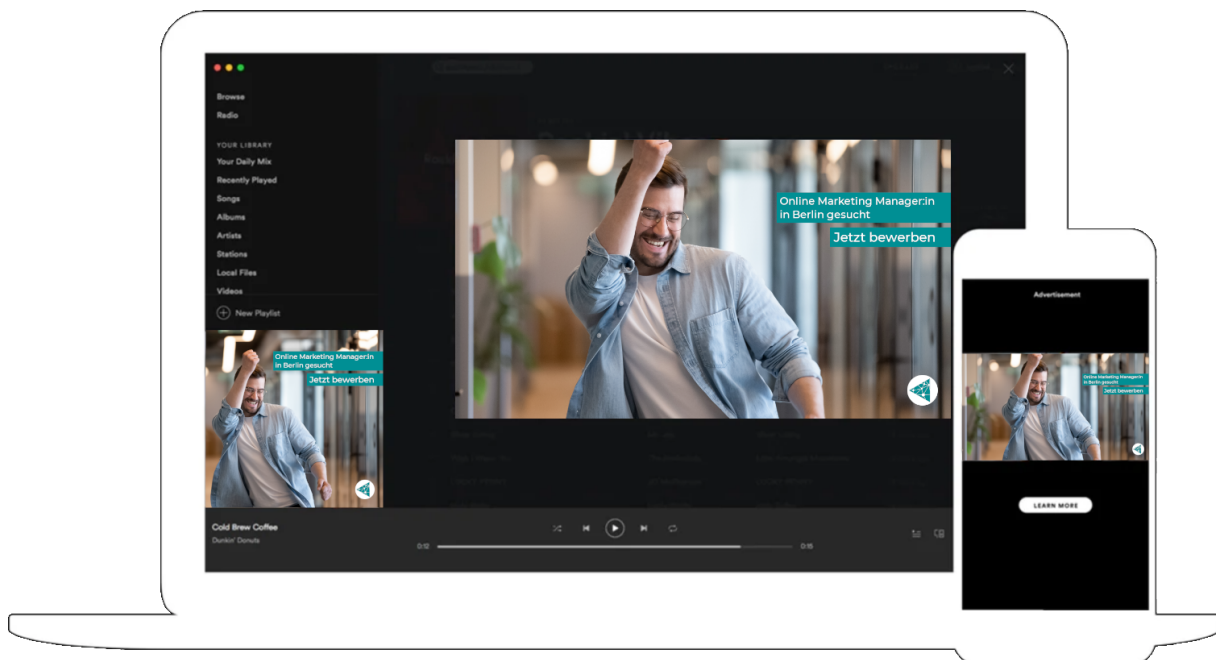 Browse
Radio
YOUR LIBRARY
Your Daily Mix
Recently Played
Songs
Albums
Artists
Stations
Local Files
Videos
New Playlist
Online Marketing Manager:in
in Berlin gesucht
Jetzt bewerben
Cold Brew Coffee
Dunkin' Donuts
0:12
0:15
Online Marketing Manager:in
in Berlin gesucht
Jetzt bewerben
Advertisement
Online Marketing Manager:in
in Berlin gesucht
Jetzt bewerben
LEARN MORE